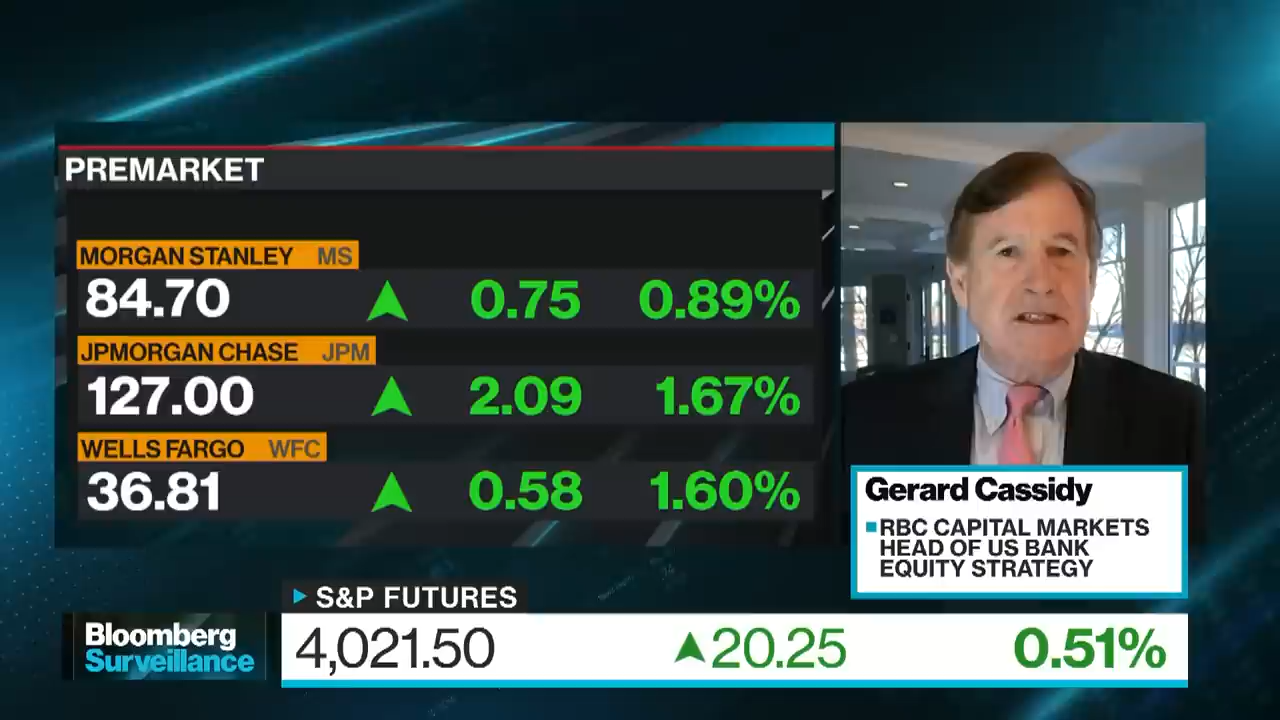 PREMARKET
MORGAN STANLEY MS
84.70 ▲ 0.75 0.89%
JPMORGAN CHASE JPM
127.00 ▲ 2.09 1.67%
WELLS FARGO WFC
36.81 ▲ 0.58 1.60%
Gerard Cassidy
RBC CAPITAL MARKETS
HEAD OF US BANK
EQUITY STRATEGY
S&P FUTURES
Bloomberg
Surveillance
4,021.50 ▲20.25 0.51%